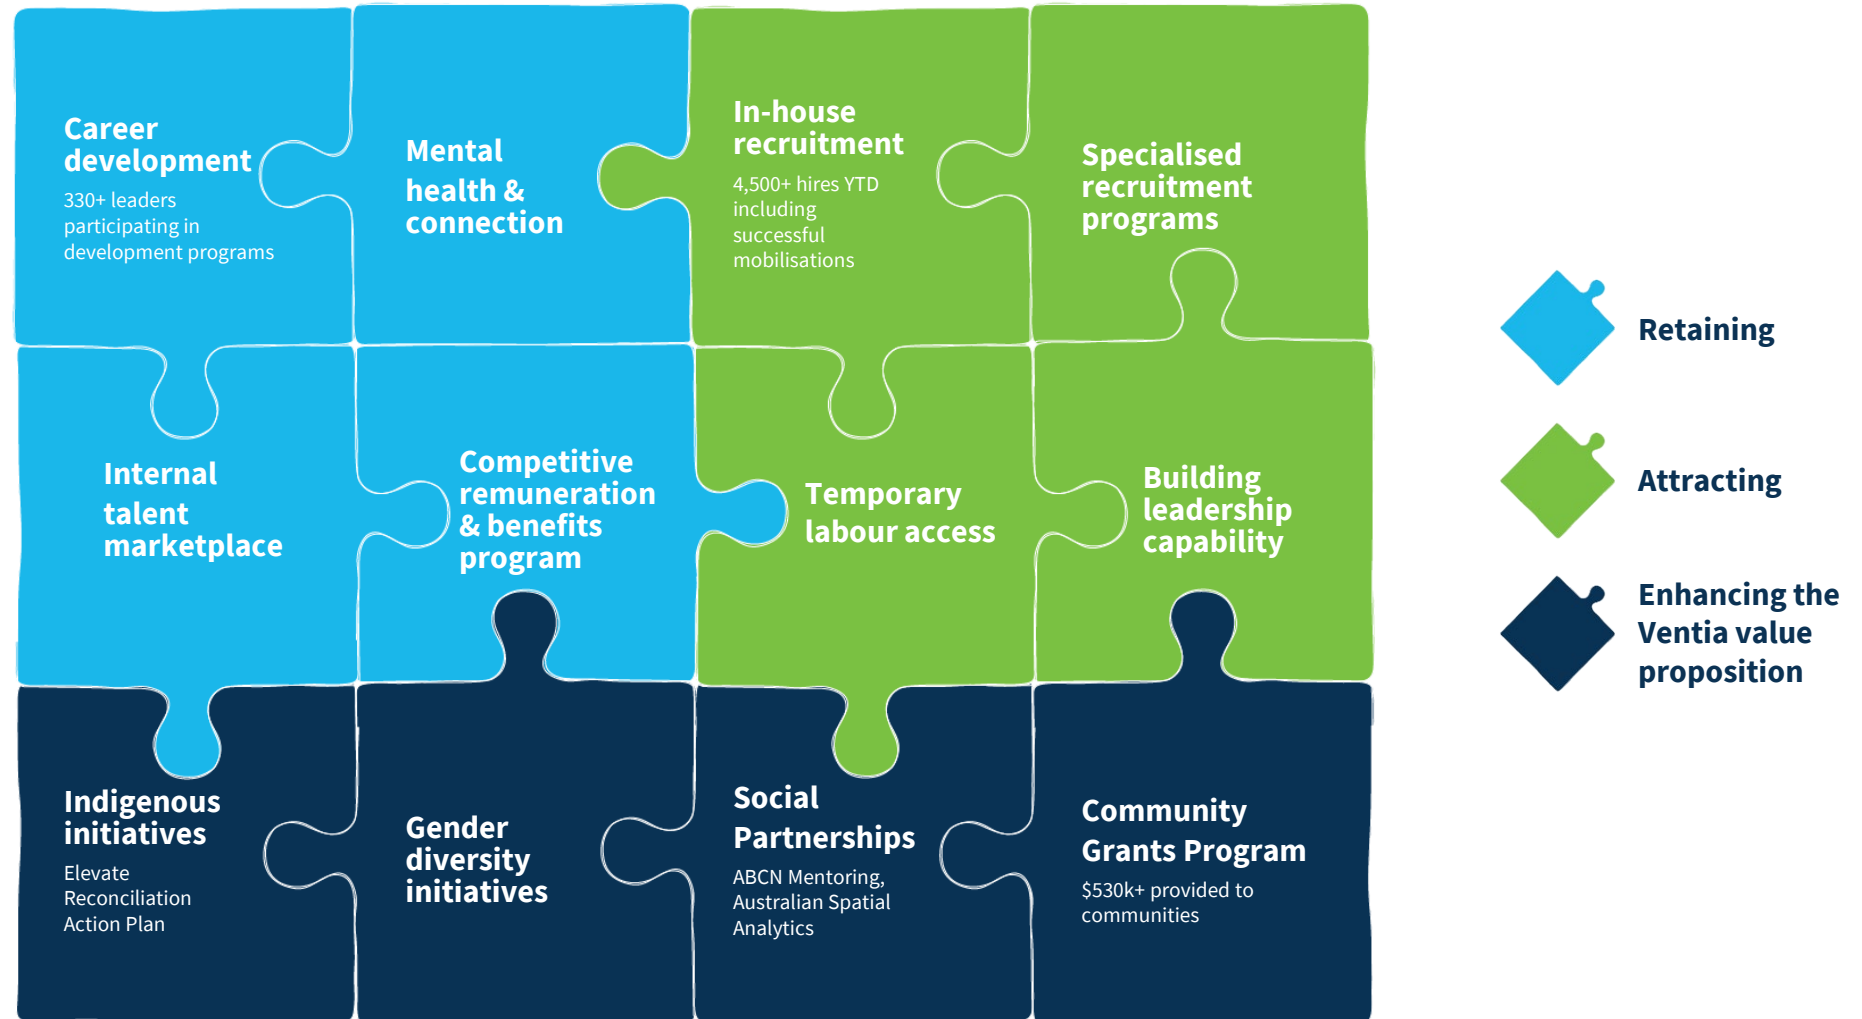 Career
development
330+ leaders
participating in
development programs
Mental
health &
connection
In-house
recruitment
4,500+ hires YTD
including
successful
mobilisations
Specialised
recruitment
programs
Internal
talent
marketplace
Competitive
remuneration
& benefits
program
Temporary
labour access
Building
leadership
capability
Indigenous
initiatives
Elevate
Reconciliation
Action Plan
Gender
diversity
initiatives
Social
Partnerships
ABCN Mentoring,
Australian Spatial
Analytics
Community
Grants Program
$530k+ provided to
communities
Retaining
Attracting
Enhancing the
Ventia value
proposition